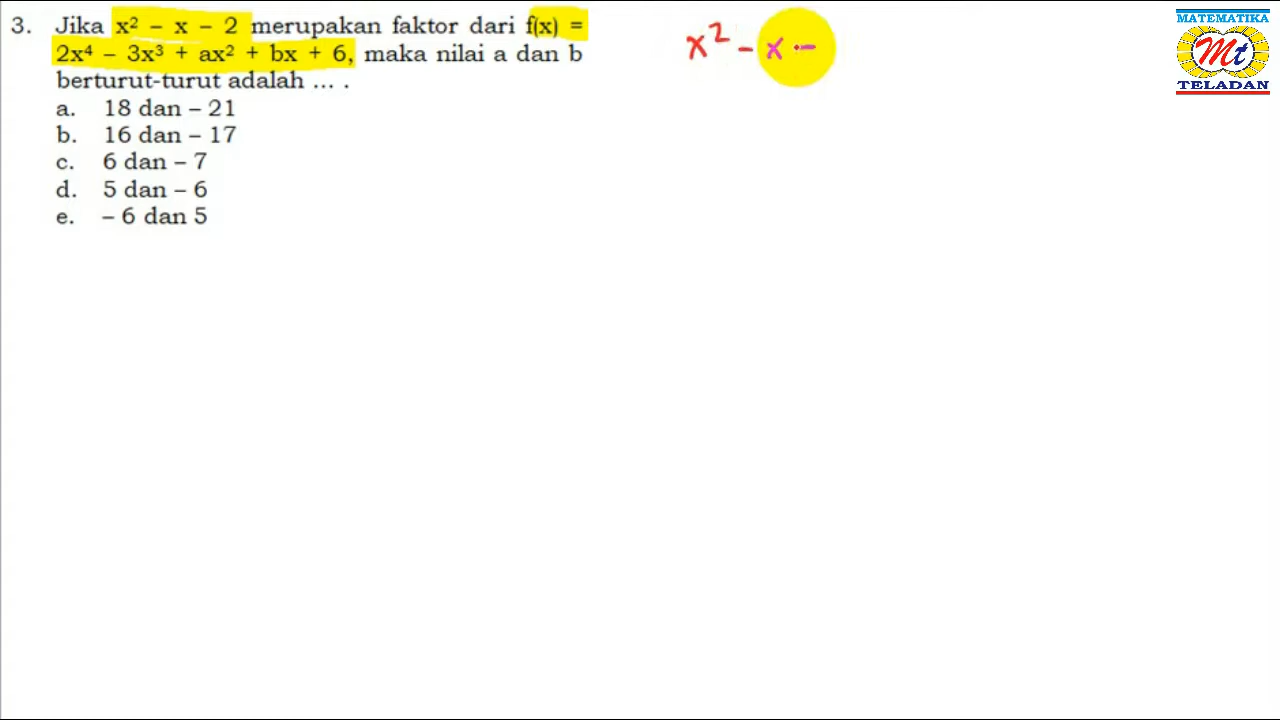 3. Jika x² – x – 2 merupakan faktor dari f(x) =
2x⁴ – 3x³ + ax² + bx + 6, maka nilai a dan b
berturut-turut adalah ... .
a. 18 dan – 21
b. 16 dan – 17
c. 6 dan – 7
d. 5 dan – 6
e. – 6 dan 5
x² – x –
MATEMATIKA
Mt
TELADAN